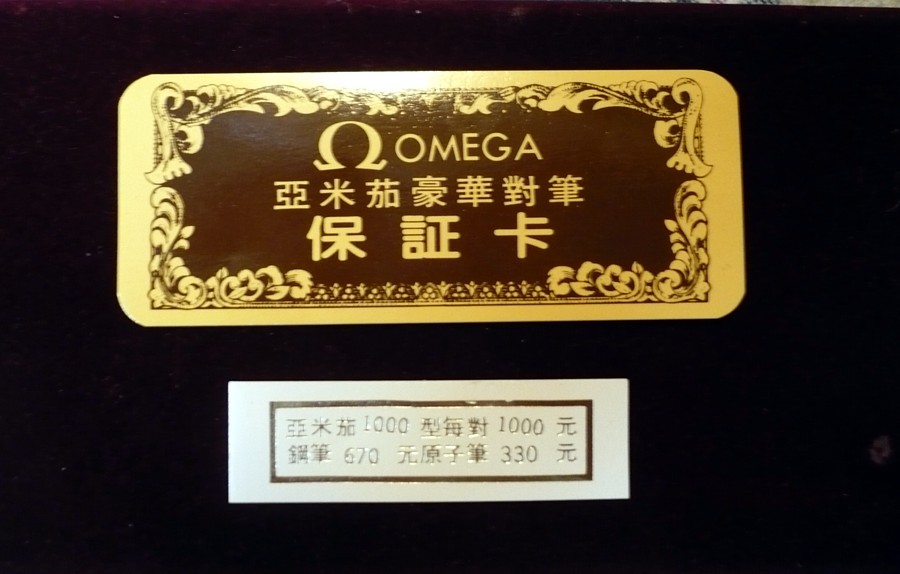 Ω OMEGA
亞米茄豪華對筆
保証卡
亞米茄 1000 型每對 1000 元
鋼筆 670 元原子筆 330 元